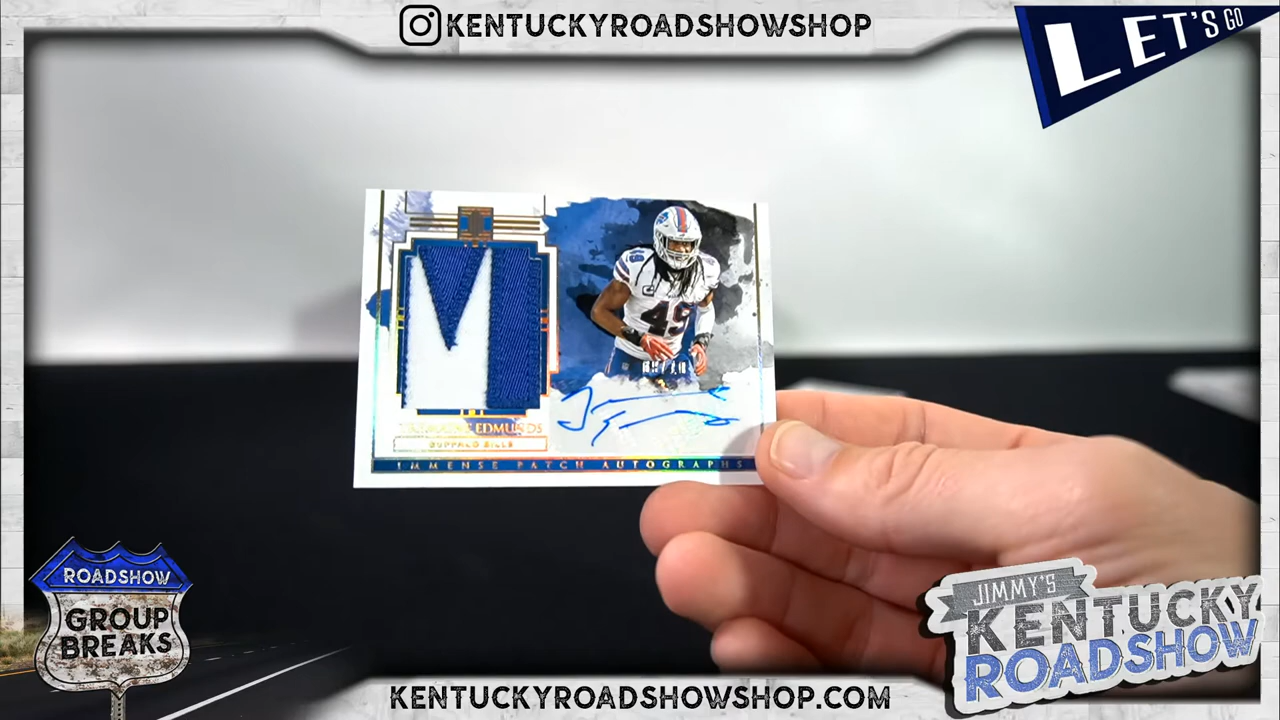 KENTUCKYROADSHOWSHOP
LET'S GO
49
EDMUNDS
BUFFALO BILLS
IMMENSE PATCH AUTOGRAPHS
ROADSHOW
GROUP
BREAKS
JIMMY'S
KENTUCKY
ROADSHOW
KENTUCKYROADSHOWSHOP.COM